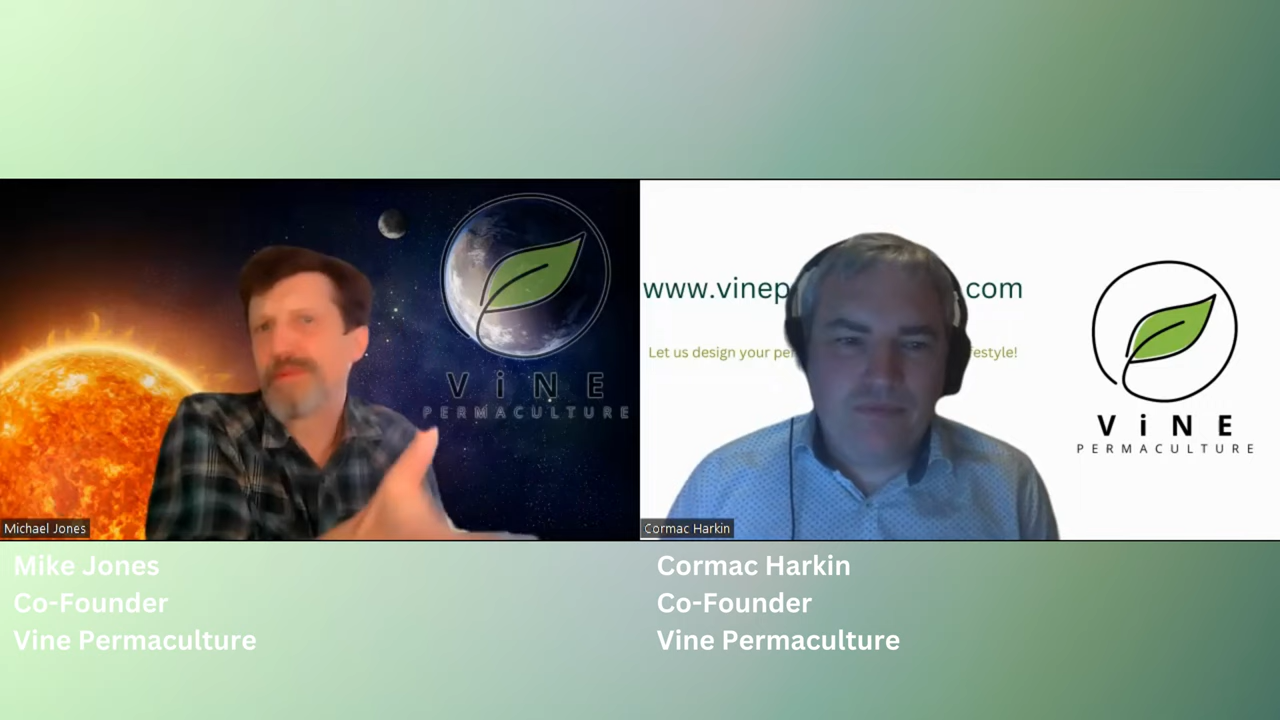 ViNE
PERMACULTURE
Michael Jones
www.vinep com
Let us design your per estyle!
ViNE
PERMACULTURE
Cormac Harkin
Mike Jones
Co-Founder
Vine Permaculture
Cormac Harkin
Co-Founder
Vine Permaculture